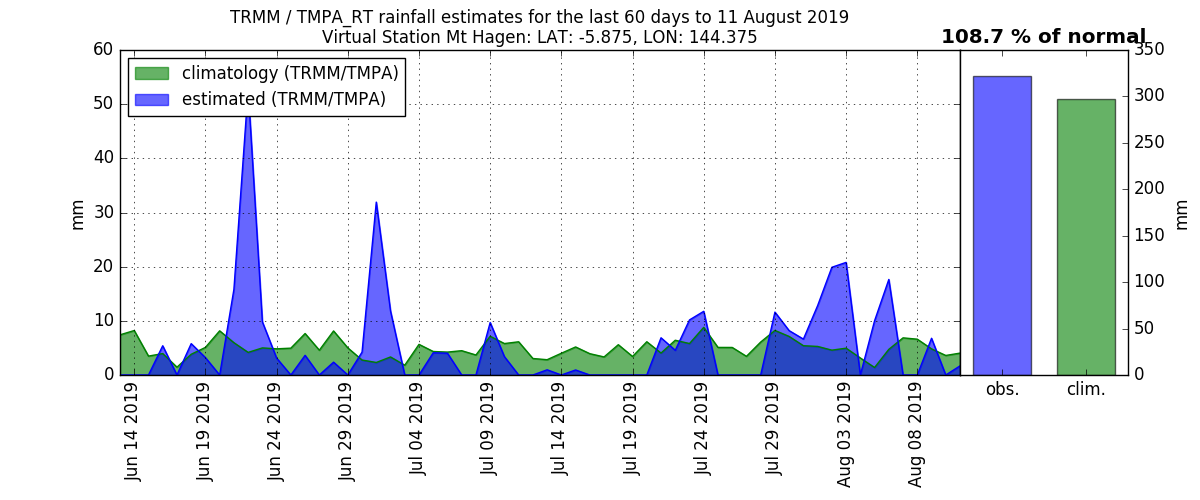 TRMM / TMPA_RT rainfall estimates for the last 60 days to 11 August 2019
Virtual Station Mt Hagen: LAT: -5.875, LON: 144.375
108.7 % of normal
climatology (TRMM/TMPA)
estimated (TRMM/TMPA)
60
50
40
30
20
10
0
mm
Jun 14 2019
Jun 19 2019
Jun 24 2019
Jun 29 2019
Jul 04 2019
Jul 09 2019
Jul 14 2019
Jul 19 2019
Jul 24 2019
Jul 29 2019
Aug 03 2019
Aug 08 2019
obs.
clim.
350
300
250
200
150
100
50
0
mm